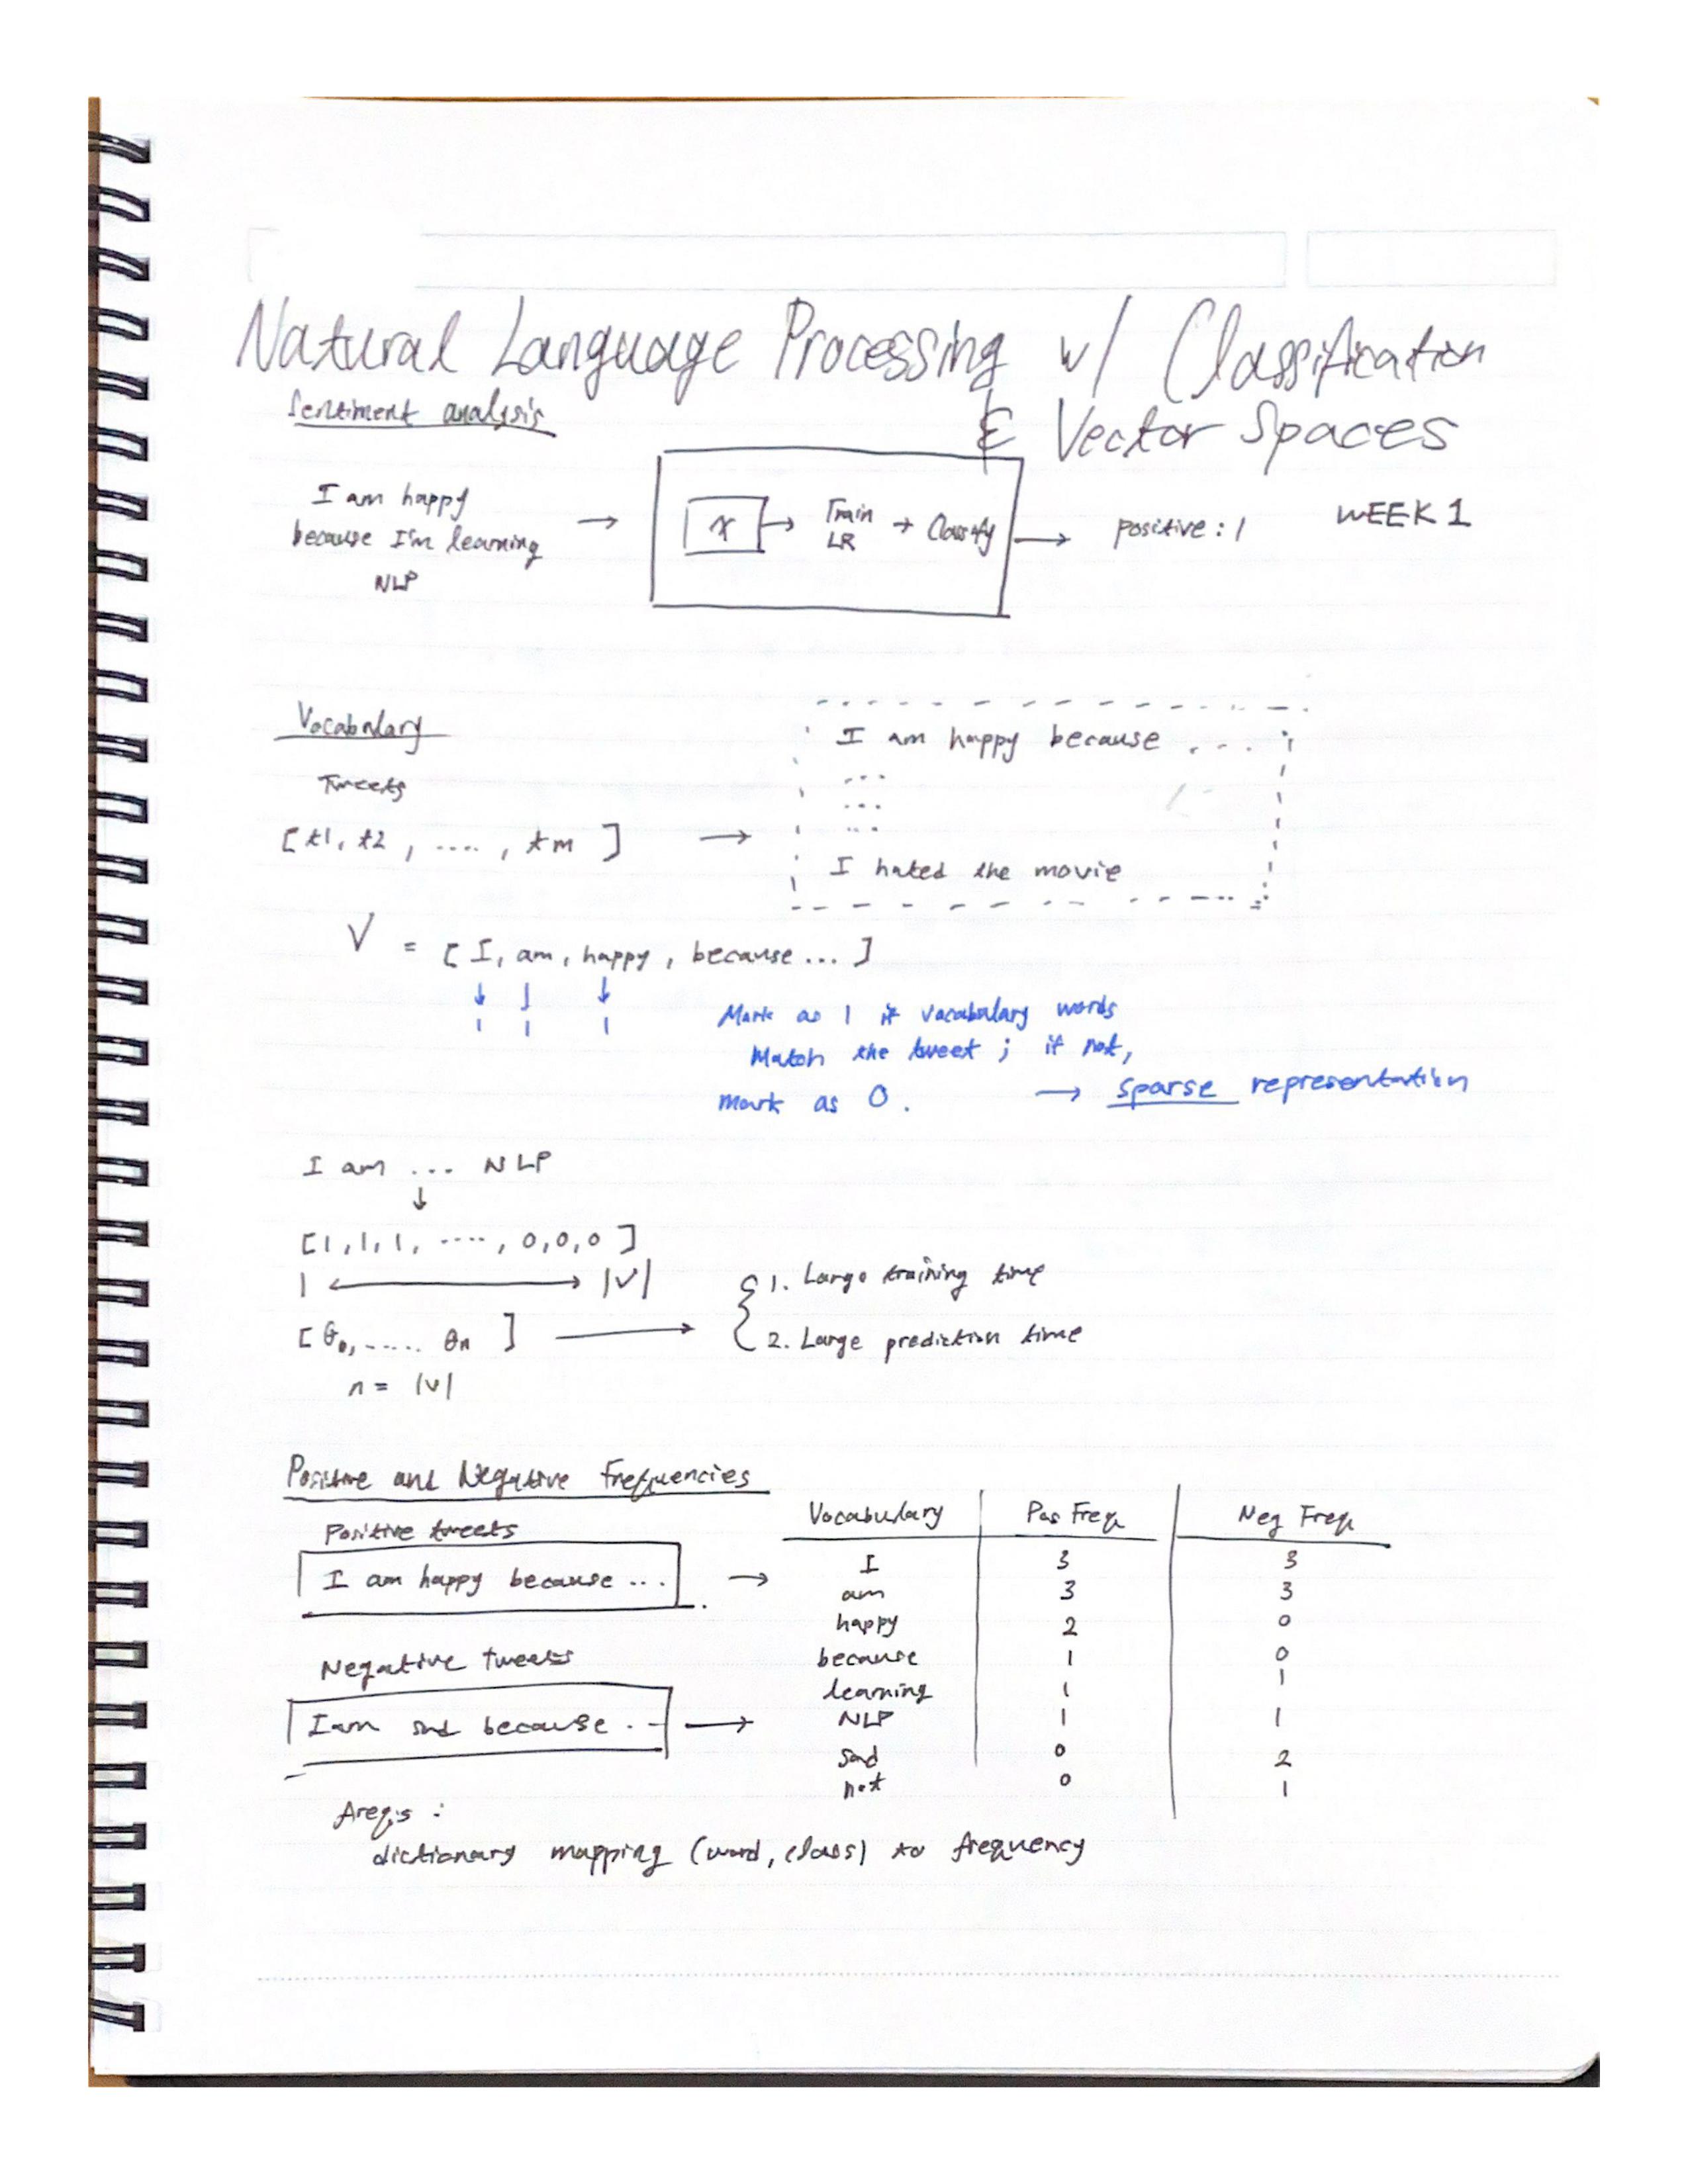 Natural Language Processing w/ Classification
& Vector Spaces
Sentiment analysis
WEEK 1
I am happy
because I'm learning
NLP
→ x → Train LR → Classify → positive : 1
Vocabulary
Tweets
[t1, t2, ...., tm] →
I am happy because ....
...
...
...
I hated the movie
V = [I, am, happy, because ...]
↓ ↓ ↓
1 1 1
Mark as 1 if vocabulary words
Match the tweet ; if not,
mark as 0. → sparse representation
I am ... NLP
↓
[1, 1, 1, ...., 0, 0, 0]
1 ⟷ |V|
[θ0, ..... θn] →
1. Large training time
2. Large prediction time
n = |V|
Positive and Negative Frequencies
Positive tweets
I am happy because ... →
Negative tweets
I am sad because ... →
Vocabulary Pos Freq Neg Freq
I 3 3
am 3 3
happy 2 0
because 1 0
learning 1 1
NLP 1 1
sad 0 2
not 0 1
dictionary mapping (word, class) to frequency